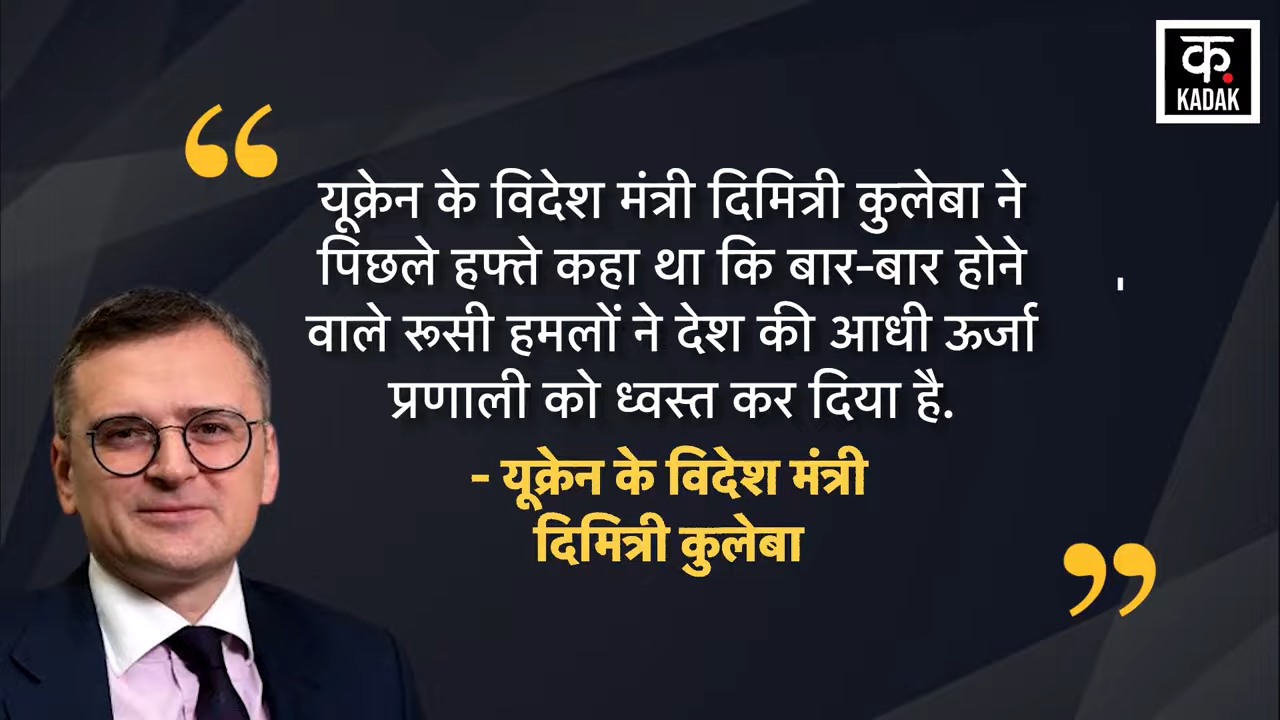 क.
KADAK
यूक्रेन के विदेश मंत्री दिमित्री कुलेबा ने
पिछले हफ्ते कहा था कि बार-बार होने
वाले रूसी हमलों ने देश की आधी ऊर्जा
प्रणाली को ध्वस्त कर दिया है.
- यूक्रेन के विदेश मंत्री
दिमित्री कुलेबा